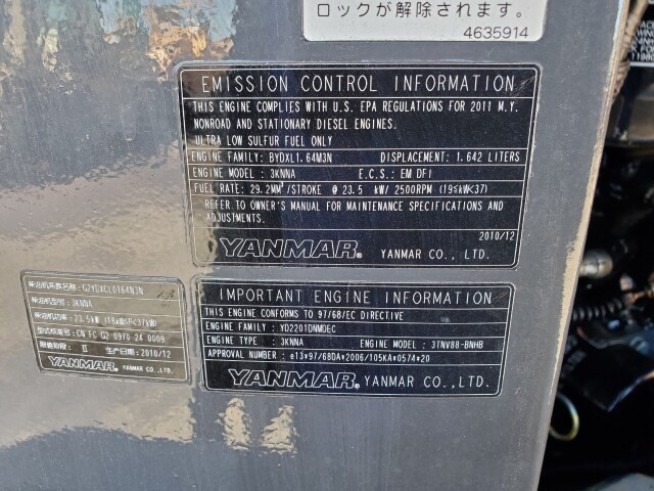 ロックが解除されます。
4635914
EMISSION CONTROL INFORMATION
THIS ENGINE COMPLIES WITH U.S. EPA REGULATIONS FOR 2011 M.Y.
NONROAD AND STATIONARY DIESEL ENGINES.
ULTRA LOW SULFUR FUEL ONLY
ENGINE FAMILY: BYDXL1.64M3N DISPLACEMENT: 1.642 LITERS
ENGINE MODEL: 3KNNA E.C.S.: EM DFI
FUEL RATE: 29.2MM³/STROKE @ 23.5 kW/ 2500RPM (19≤kW<37)
REFER TO OWNER'S MANUAL FOR MAINTENANCE SPECIFICATIONS AND
ADJUSTMENTS.
2010/12
YANMAR® YANMAR CO.,LTD.
3KNNA
2010/12
YANMAR® YANMAR CO.,LTD.
IMPORTANT ENGINE INFORMATION
THIS ENGINE CONFORMS TO 97/68/EC DIRECTIVE
ENGINE FAMILY: YD2201DNMDEC
ENGINE TYPE: 3KNNA ENGINE MODEL: 3TNV88-BNHB
APPROVAL NUMBER: e13*97/68DA*2006/105KA*0574*20
YANMAR® YANMAR CO.,LTD.